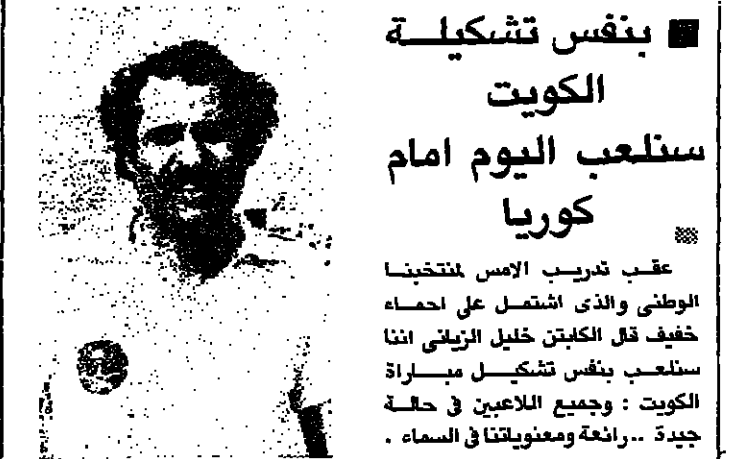 بنفس تشكيلـــة
الكويت
سنلعب اليوم امام
كوريا
عقب تدريب الامس لمنتخبنا
الوطنى والذى اشتمل على احماء
خفيف قال الكابتن خليل الزيانى اننا
سنلعب بنفس تشكيل مباراة
الكويت : وجميع اللاعبين فى حالة
جيدة .. رائعة ومعنوياتنا فى السماء .